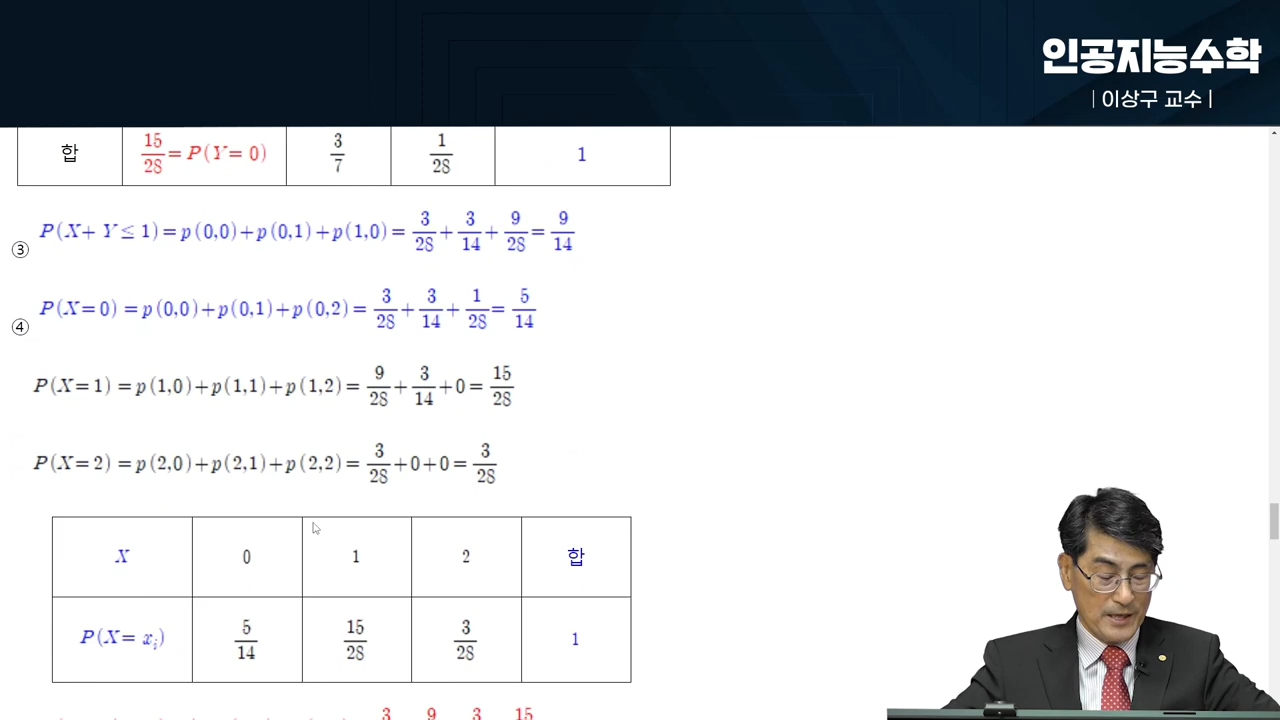 인공지능수학
| 이상구 교수 |
합 15/28 = P(Y=0) 3/7 1/28 1
③ P(X+Y≤1)=p(0,0)+p(0,1)+p(1,0)= 3/28 + 3/14 + 9/28 = 9/14
④ P(X=0)=p(0,0)+p(0,1)+p(0,2)= 3/28 + 3/14 + 1/28 = 5/14
P(X=1)=p(1,0)+p(1,1)+p(1,2)= 9/28 + 3/14 +0= 15/28
P(X=2)=p(2,0)+p(2,1)+p(2,2)= 3/28 +0+0= 3/28
X 0 1 2 합
P(X=xᵢ) 5/14 15/28 3/28 1
3 9 3 15